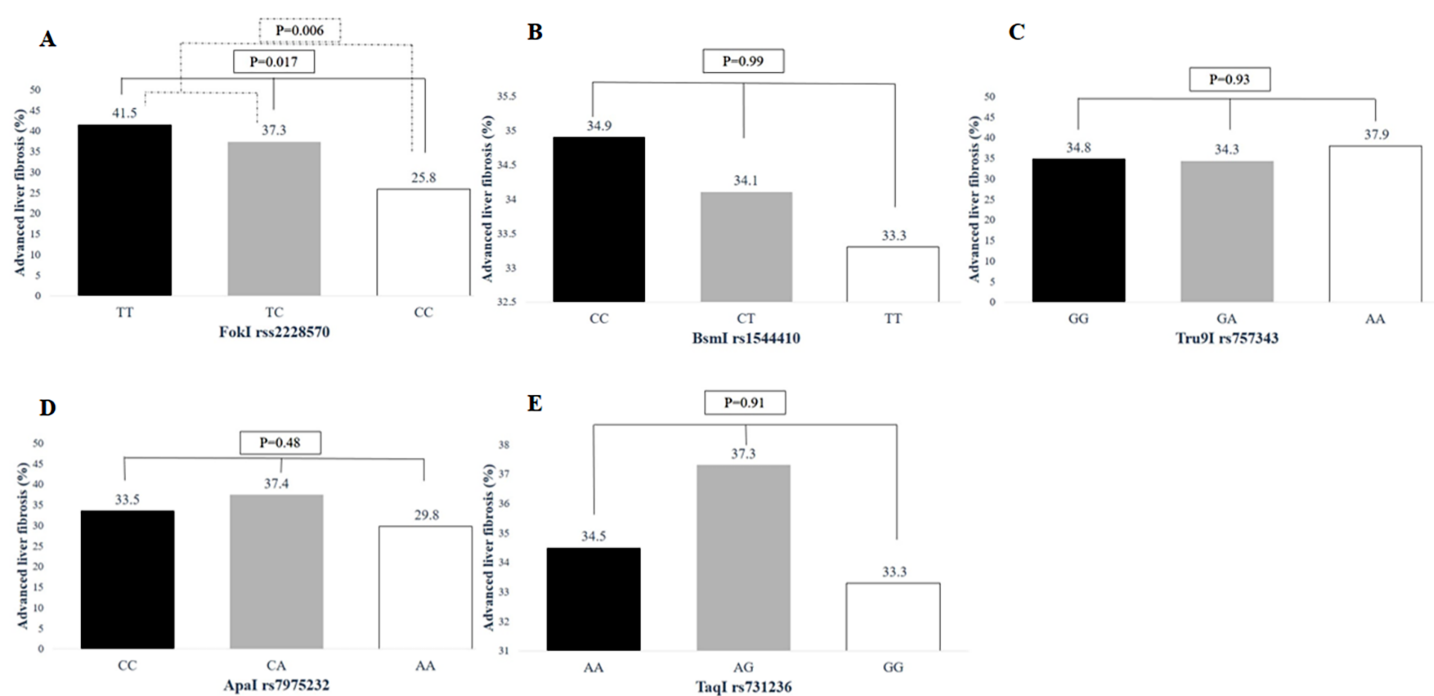 A
P=0.006
P=0.017
Advanced liver fibrosis (%)
50
45
40
35
30
25
20
15
10
5
0
41.5
37.3
25.8
TT TC CC
FokI rss2228570
B
P=0.99
Advanced liver fibrosis (%)
35.5
35
34.5
34
33.5
33
32.5
34.9
34.1
33.3
CC CT TT
BsmI rs1544410
C
P=0.93
Advanced liver fibrosis (%)
50
45
40
35
30
25
20
15
10
5
0
34.8
34.3
37.9
GG GA AA
Tru9I rs757343
D
P=0.48
Advanced liver fibrosis (%)
50
45
40
35
30
25
20
15
10
5
0
33.5
37.4
29.8
CC CA AA
ApaI rs7975232
E
P=0.91
Advanced liver fibrosis (%)
38
37
36
35
34
33
32
31
34.5
37.3
33.3
AA AG GG
TaqI rs731236